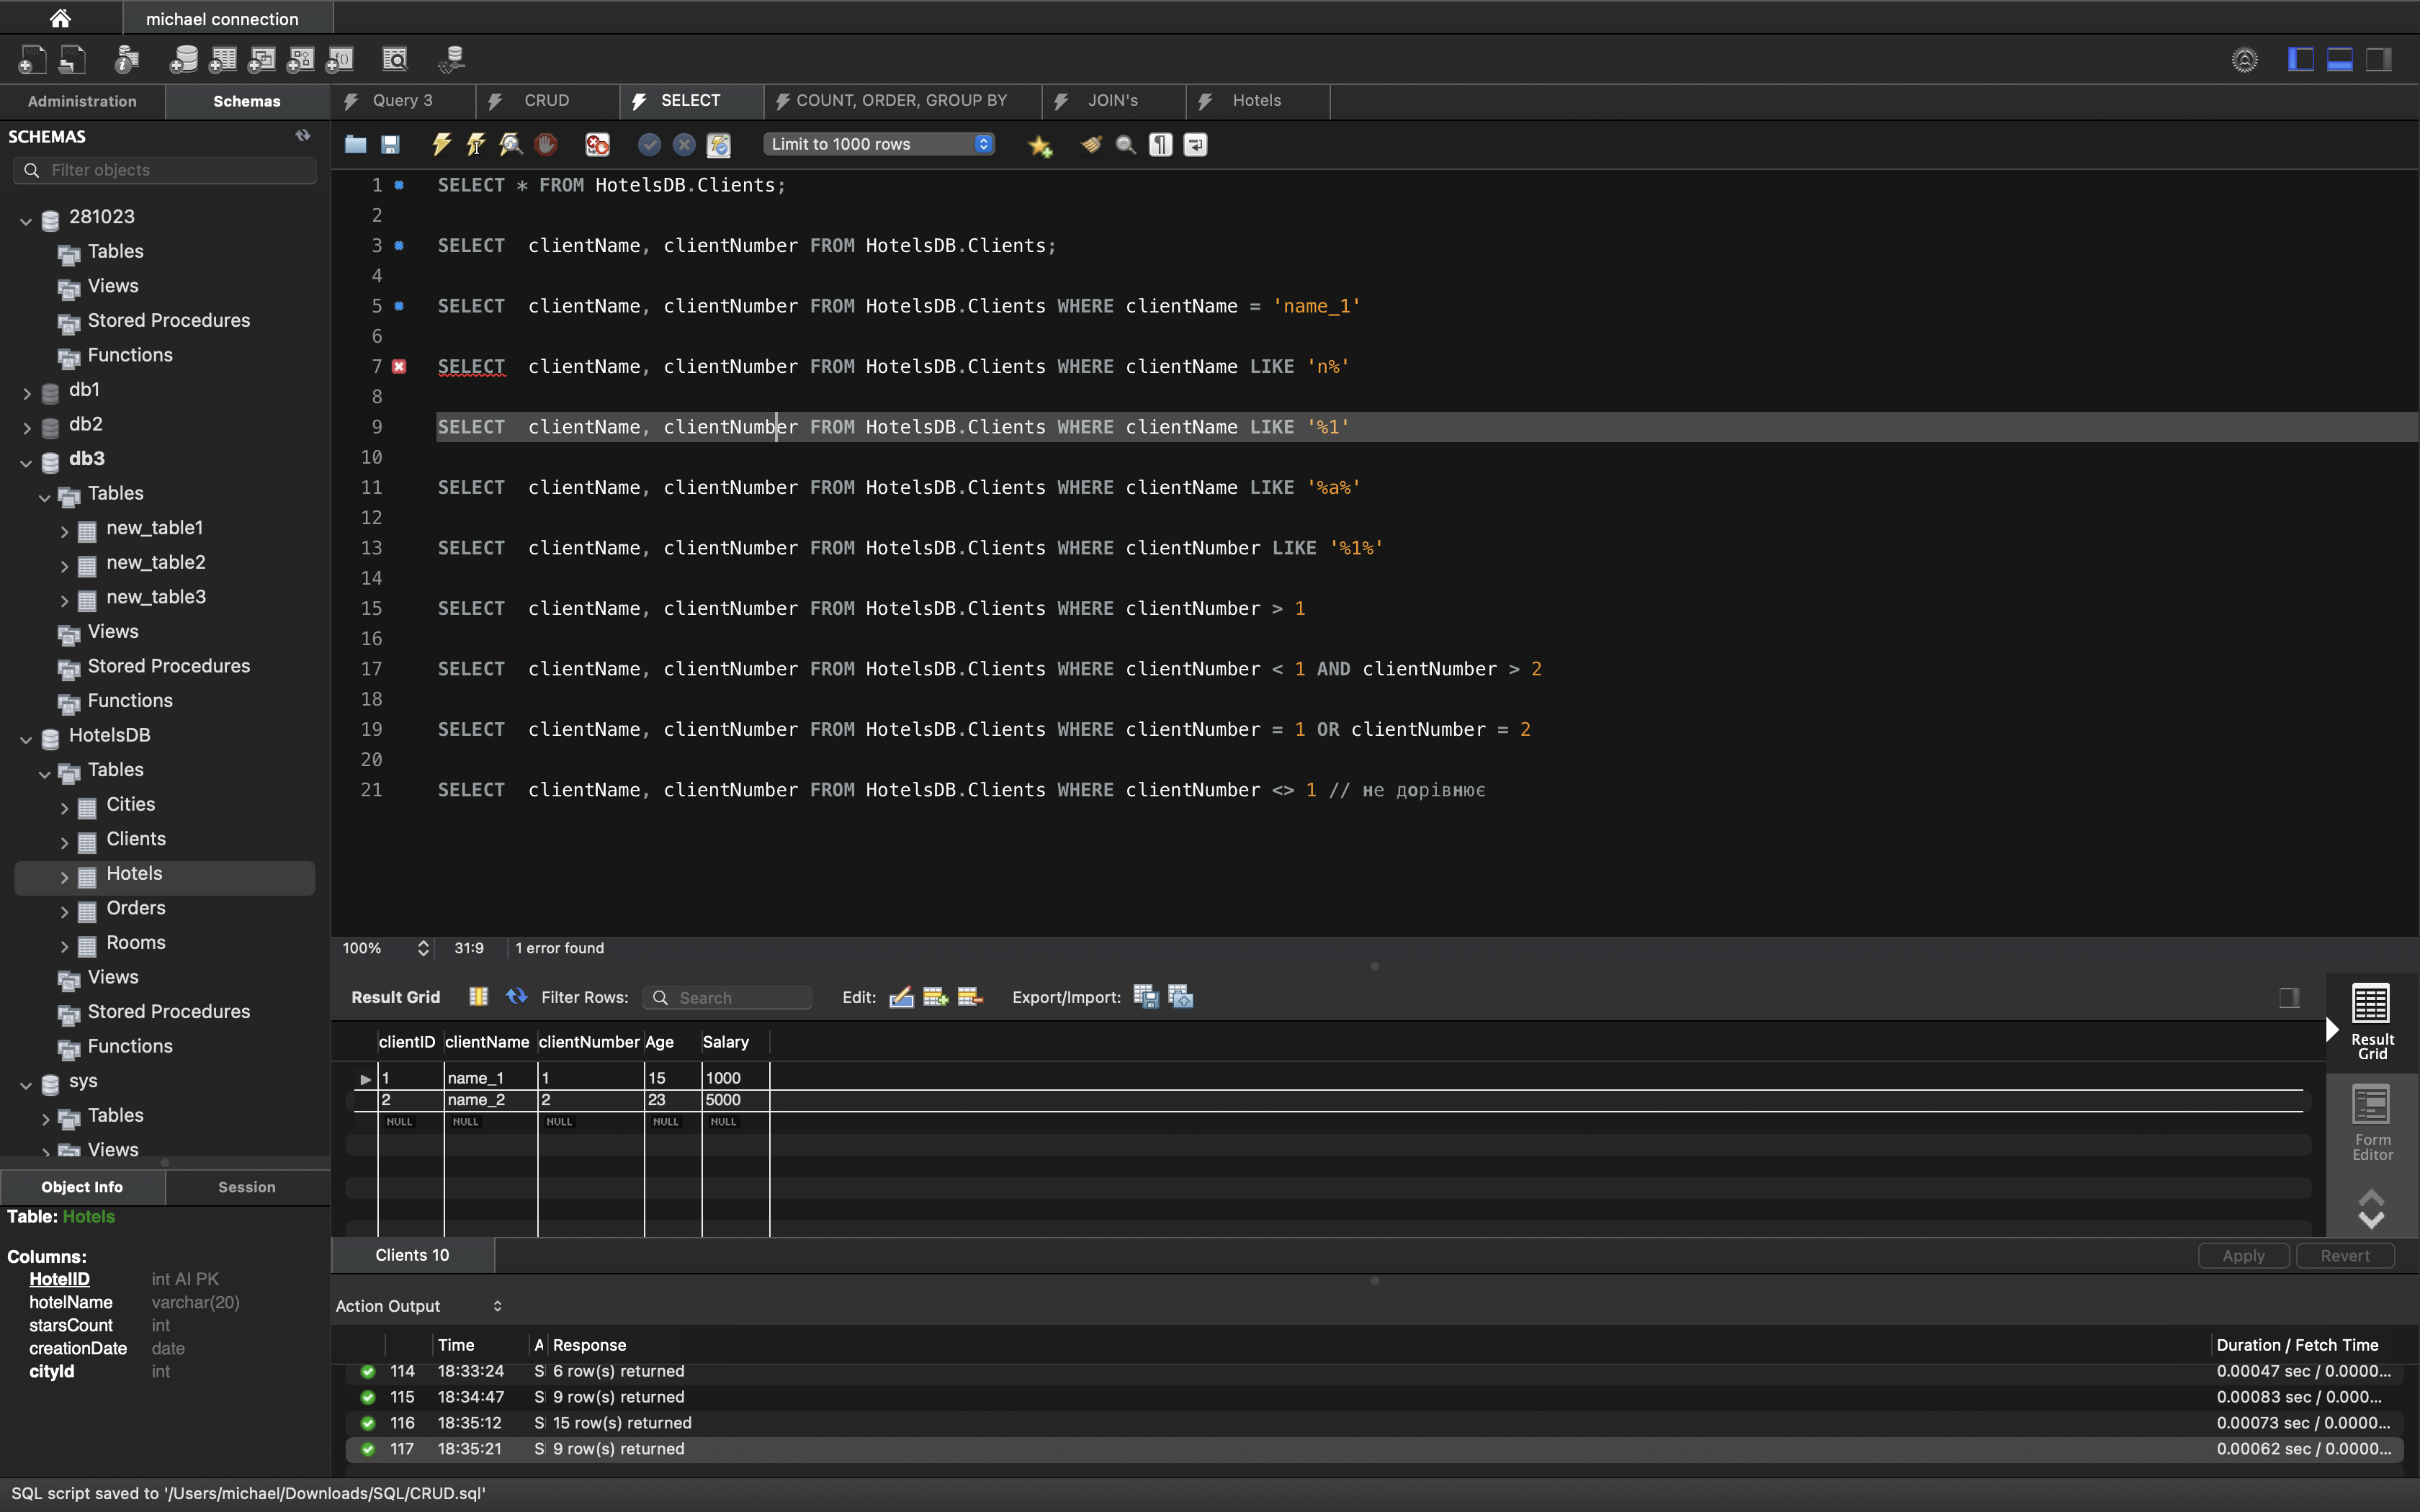 michael connection
Administration
Schemas
Query 3
CRUD
SELECT
COUNT, ORDER, GROUP BY
JOIN's
Hotels
SCHEMAS
Filter objects
Limit to 1000 rows
281023
Tables
Views
Stored Procedures
Functions
db1
db2
db3
Tables
new_table1
new_table2
new_table3
Views
Stored Procedures
Functions
HotelsDB
Tables
Cities
Clients
Hotels
Orders
Rooms
Views
Stored Procedures
Functions
sys
Tables
Views
1 SELECT * FROM HotelsDB.Clients;
2
3 SELECT clientName, clientNumber FROM HotelsDB.Clients;
4
5 SELECT clientName, clientNumber FROM HotelsDB.Clients WHERE clientName = 'name_1'
6
7 SELECT clientName, clientNumber FROM HotelsDB.Clients WHERE clientName LIKE 'n%'
8
9 SELECT clientName, clientNumber FROM HotelsDB.Clients WHERE clientName LIKE '%1'
10
11 SELECT clientName, clientNumber FROM HotelsDB.Clients WHERE clientName LIKE '%a%'
12
13 SELECT clientName, clientNumber FROM HotelsDB.Clients WHERE clientNumber LIKE '%1%'
14
15 SELECT clientName, clientNumber FROM HotelsDB.Clients WHERE clientNumber > 1
16
17 SELECT clientName, clientNumber FROM HotelsDB.Clients WHERE clientNumber < 1 AND clientNumber > 2
18
19 SELECT clientName, clientNumber FROM HotelsDB.Clients WHERE clientNumber = 1 OR clientNumber = 2
20
21 SELECT clientName, clientNumber FROM HotelsDB.Clients WHERE clientNumber <> 1 // не дорівнює
100% 31:9 1 error found
Result Grid Filter Rows: Search Edit: Export/Import:
clientID clientName clientNumber Age Salary
1 name_1 1 15 1000
2 name_2 2 23 5000
NULL NULL NULL NULL NULL
Result
Grid
Form
Editor
Clients 10
Apply Revert
Object Info Session
Table: Hotels
Columns:
HotelID int AI PK
hotelName varchar(20)
starsCount int
creationDate date
cityId int
Action Output
Time A Response Duration / Fetch Time
114 18:33:24 S 6 row(s) returned 0.00047 sec / 0.0000...
115 18:34:47 S 9 row(s) returned 0.00083 sec / 0.000...
116 18:35:12 S 15 row(s) returned 0.00073 sec / 0.0000...
117 18:35:21 S 9 row(s) returned 0.00062 sec / 0.0000...
SQL script saved to '/Users/michael/Downloads/SQL/CRUD.sql'